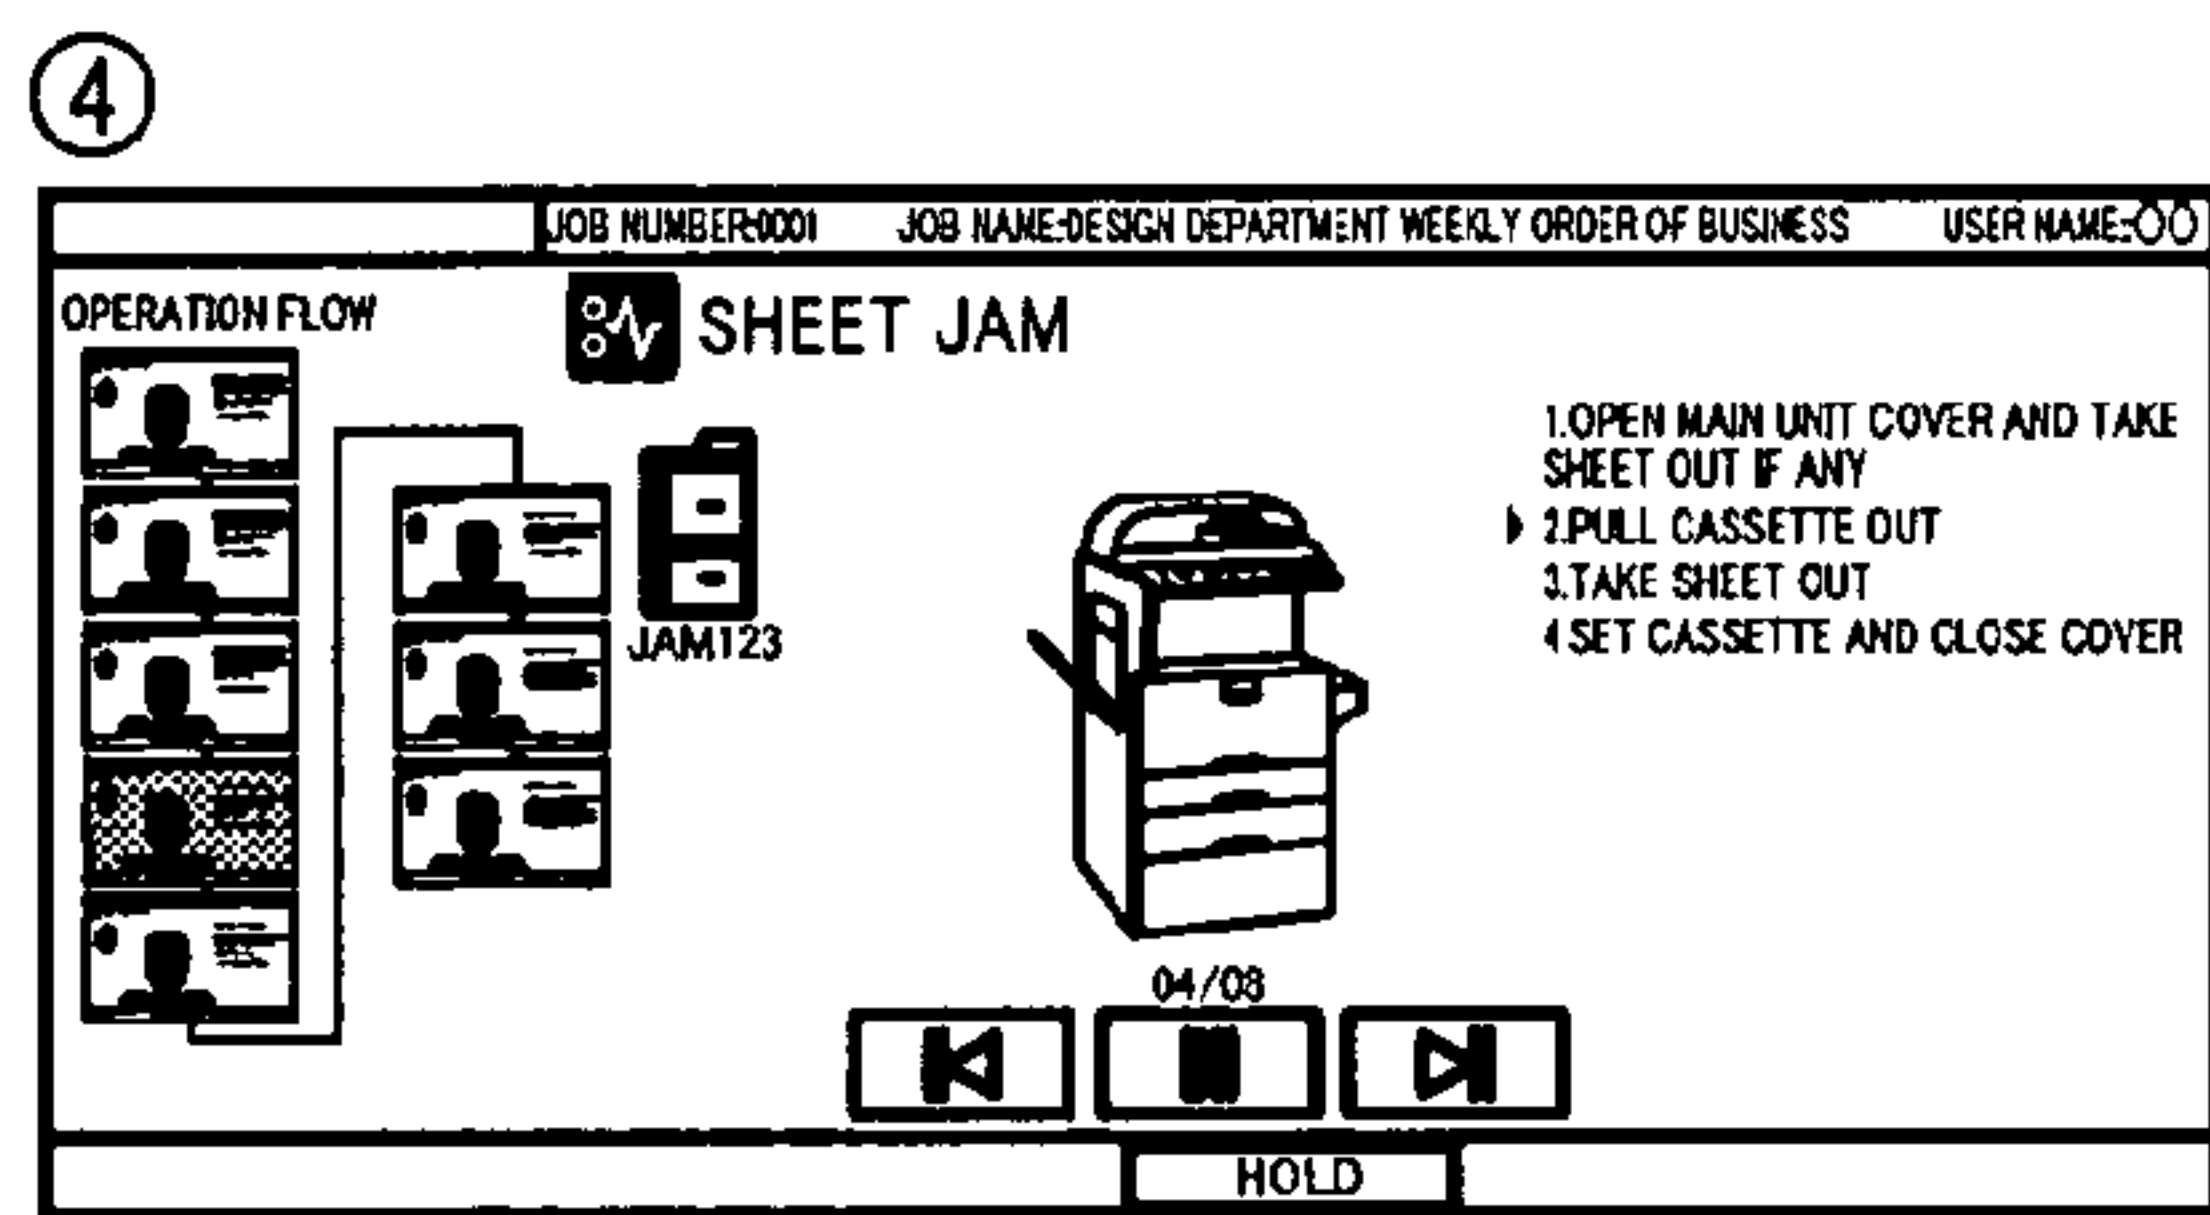 4
JOB NUMBER:0001 JOB NAME:DESIGN DEPARTMENT WEEKLY ORDER OF BUSINESS USER NAME:○○
OPERATION FLOW
SHEET JAM
JAM123
1.OPEN MAIN UNIT COVER AND TAKE
SHEET OUT IF ANY
2.PULL CASSETTE OUT
3.TAKE SHEET OUT
4.SET CASSETTE AND CLOSE COVER
04/08
HOLD